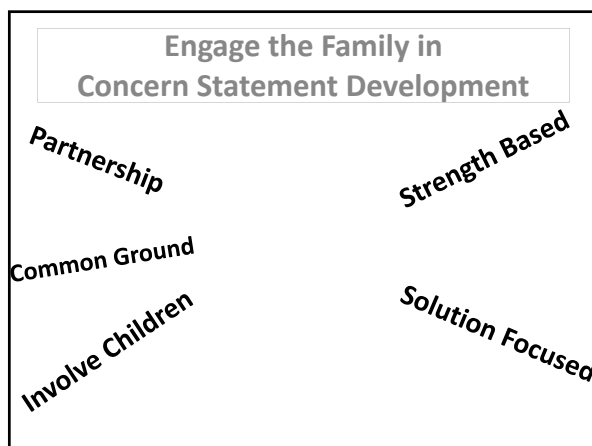 Engage the Family in
Concern Statement Development
Partnership
Strength Based
Common Ground
Involve Children
Solution Focused